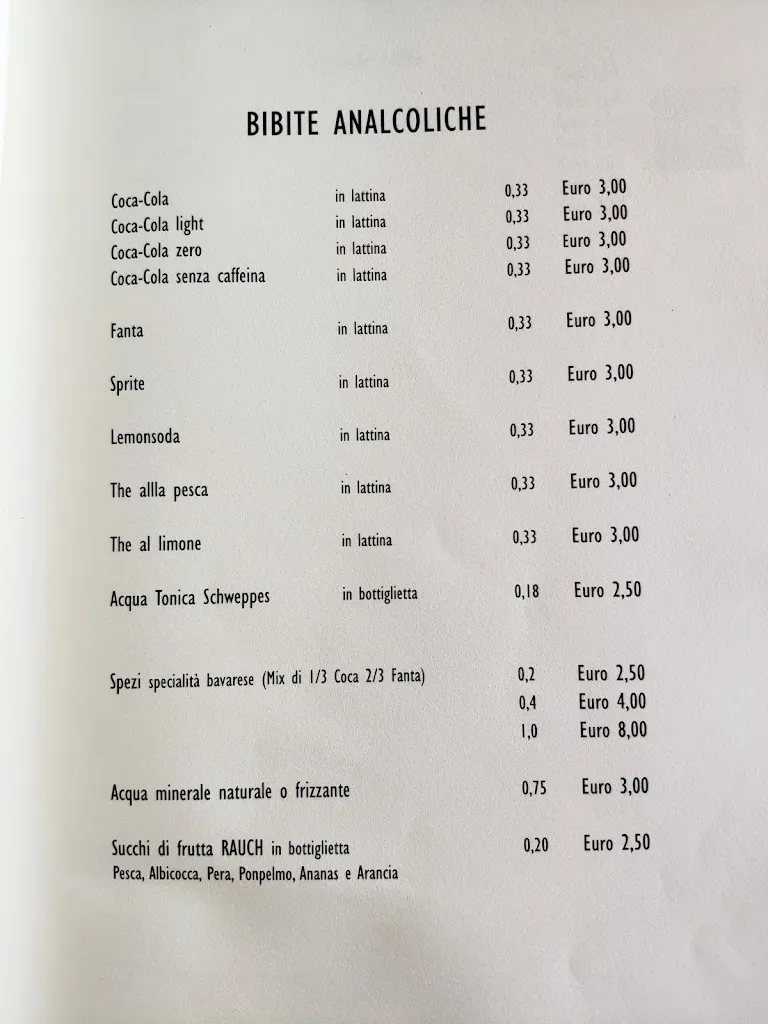 BIBITE ANALCOLICHE
Coca-Cola in lattina 0,33 Euro 3,00
Coca-Cola light in lattina 0,33 Euro 3,00
Coca-Cola zero in lattina 0,33 Euro 3,00
Coca-Cola senza caffeina in lattina 0,33 Euro 3,00
Fanta in lattina 0,33 Euro 3,00
Sprite in lattina 0,33 Euro 3,00
Lemonsoda in lattina 0,33 Euro 3,00
The allla pesca in lattina 0,33 Euro 3,00
The al limone in lattina 0,33 Euro 3,00
Acqua Tonica Schweppes in bottiglietta 0,18 Euro 2,50
Spezi specialità bavarese (Mix di 1/3 Coca 2/3 Fanta) 0,2 Euro 2,50
0,4 Euro 4,00
1,0 Euro 8,00
Acqua minerale naturale o frizzante 0,75 Euro 3,00
Succhi di frutta RAUCH in bottiglietta 0,20 Euro 2,50
Pesca, Albicocca, Pera, Ponpelmo, Ananas e Arancia